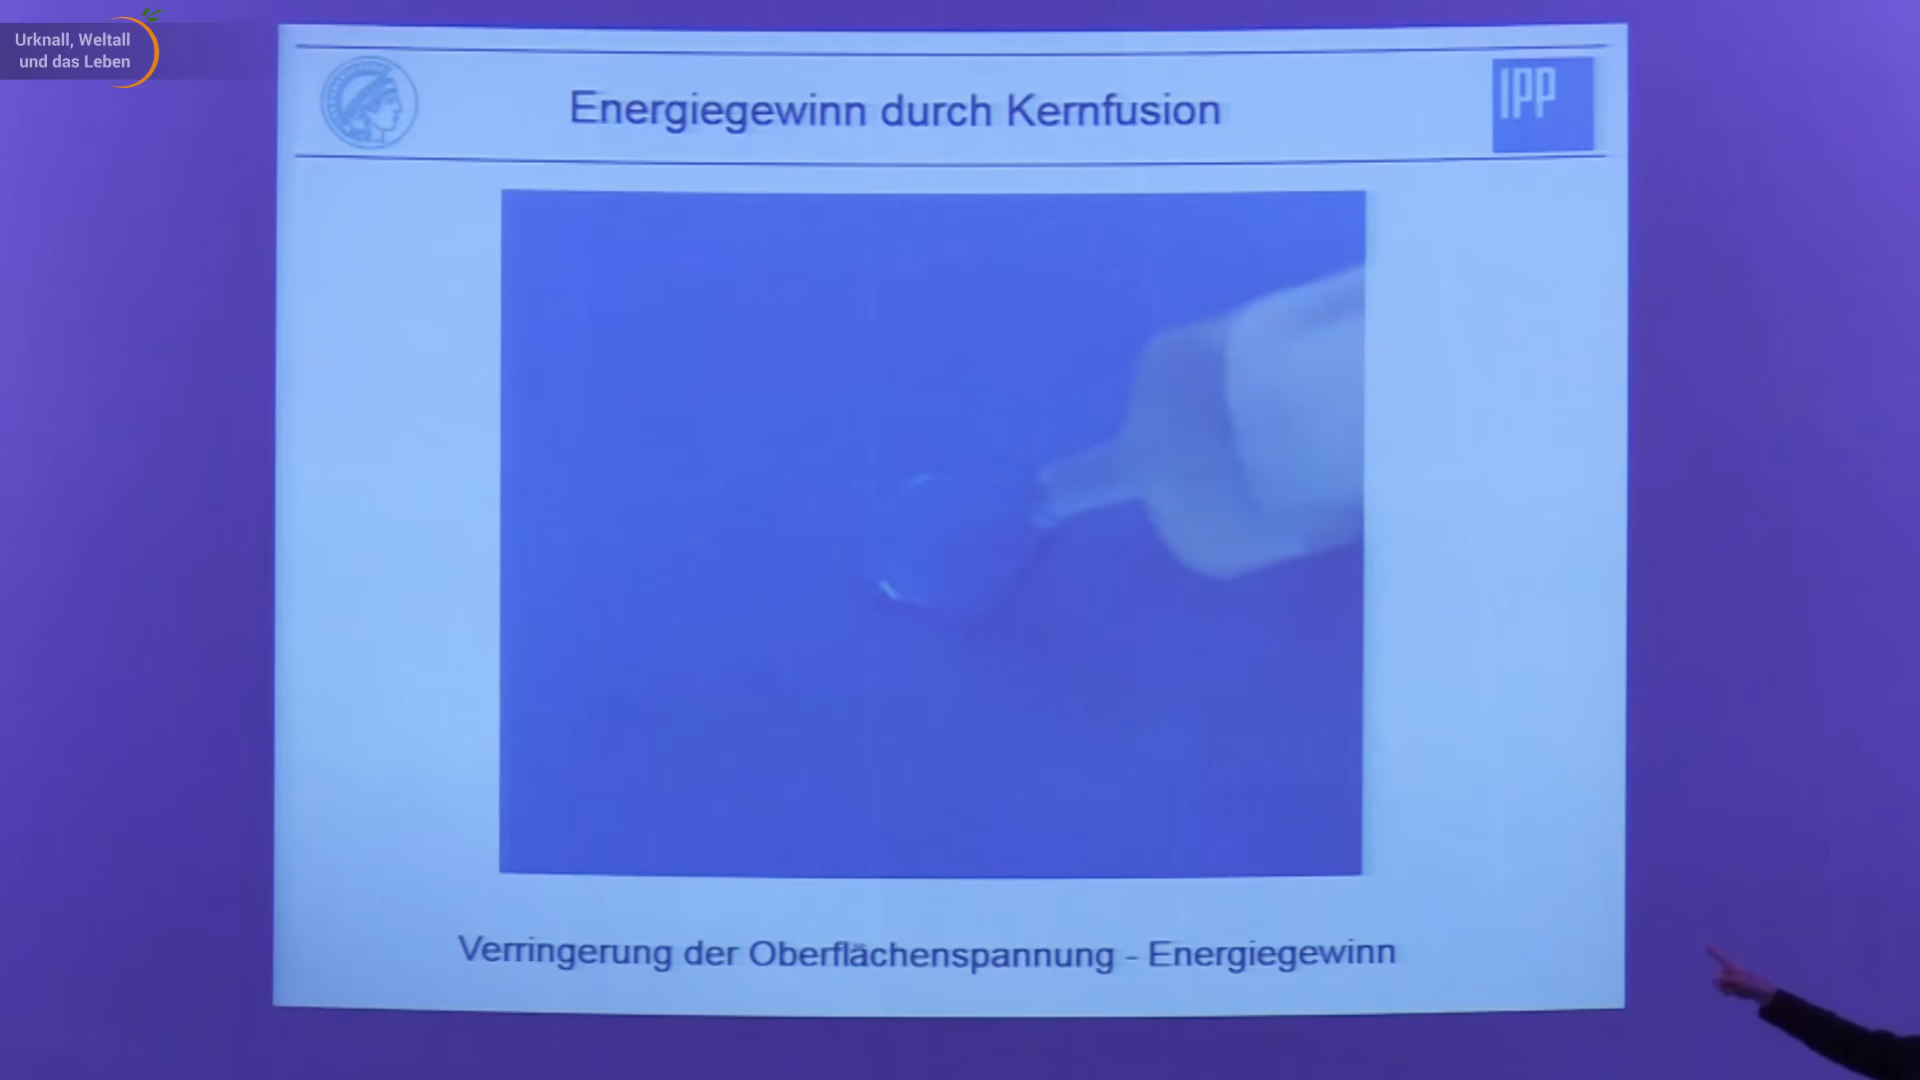 Urknall, Weltall
und das Leben
Energiegewinn durch Kernfusion
IPP
Verringerung der Oberflächenspannung - Energiegewinn